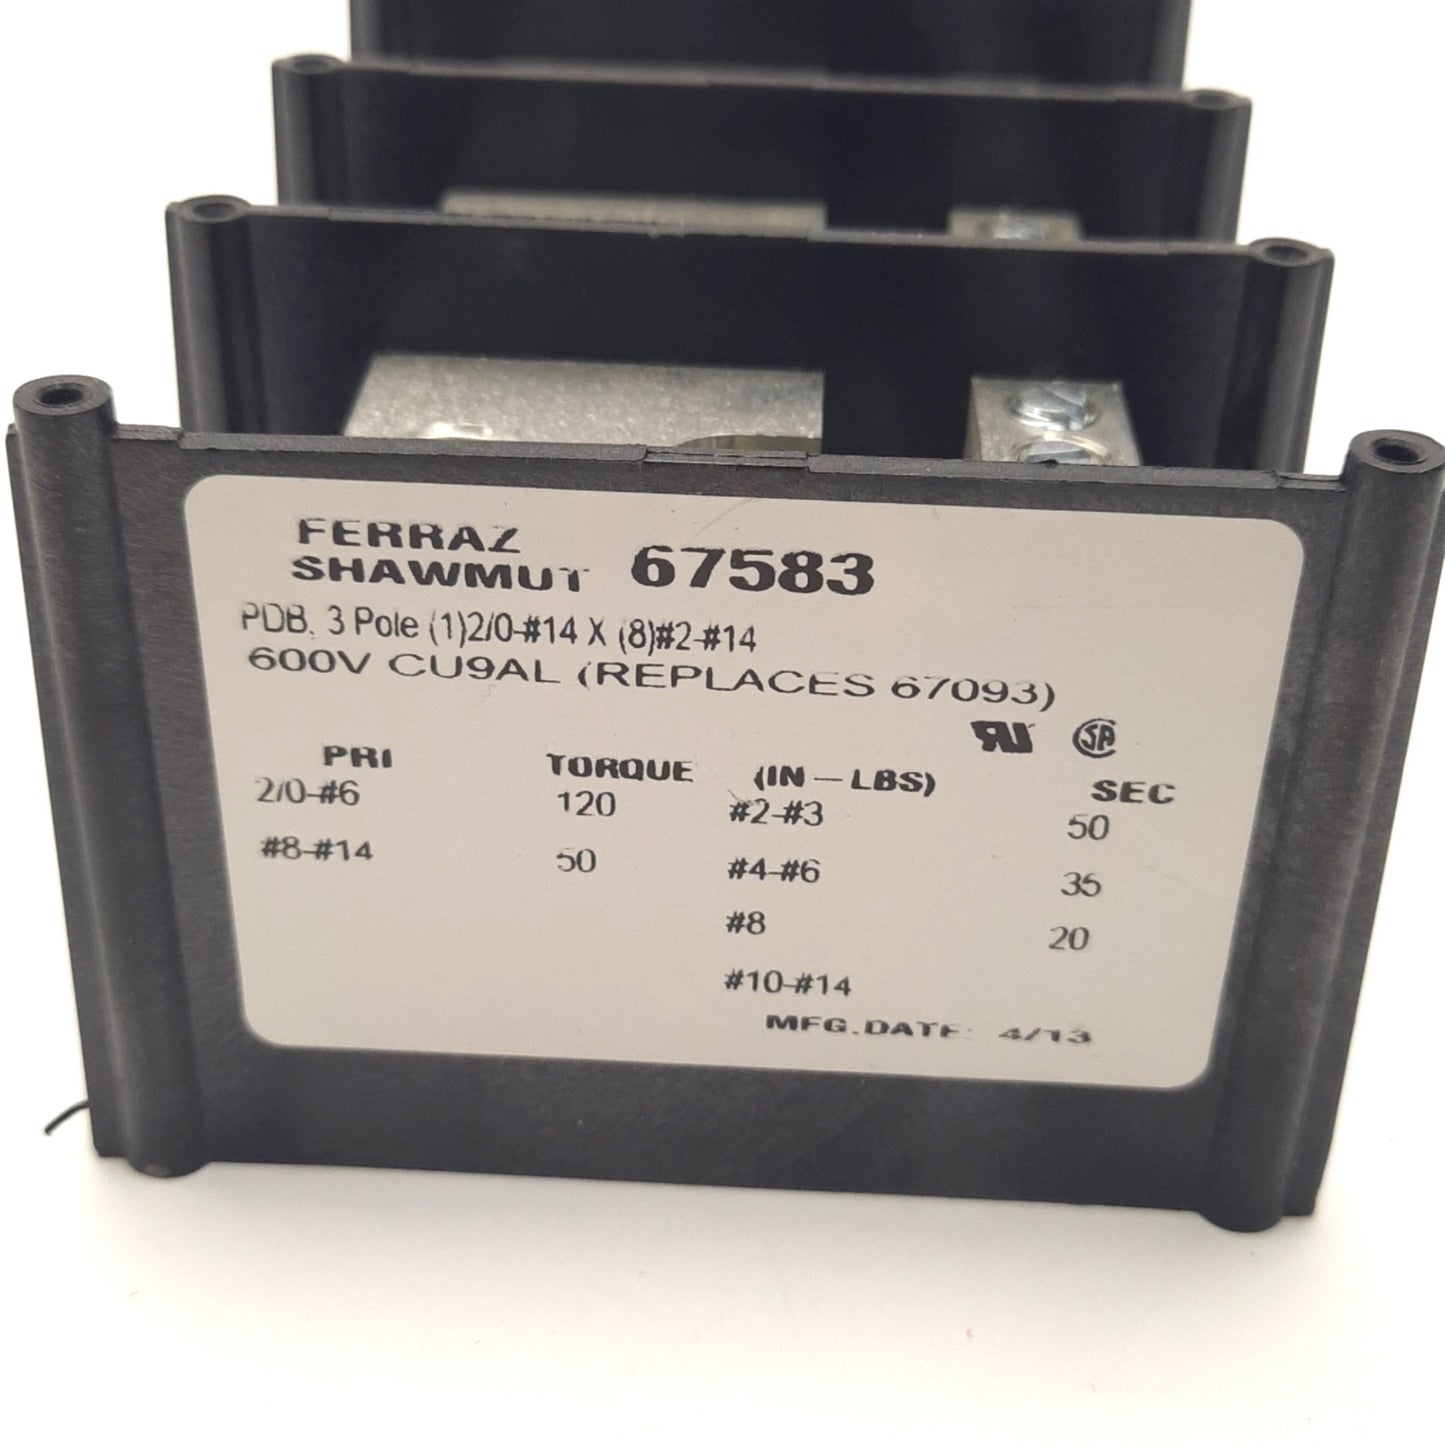 FERRAZ
SHAWMUT 67583
PDB, 3 Pole (1)2/0-#14 X (8)#2-#14
600V CU9AL (REPLACES 67093)
RU SA
PRI TORQUE (IN-LBS) SEC
2/0-#6 120 #2-#3 50
#8-#14 50 #4-#6 35
#8 20
#10-#14
MFG.DATE: 4/13